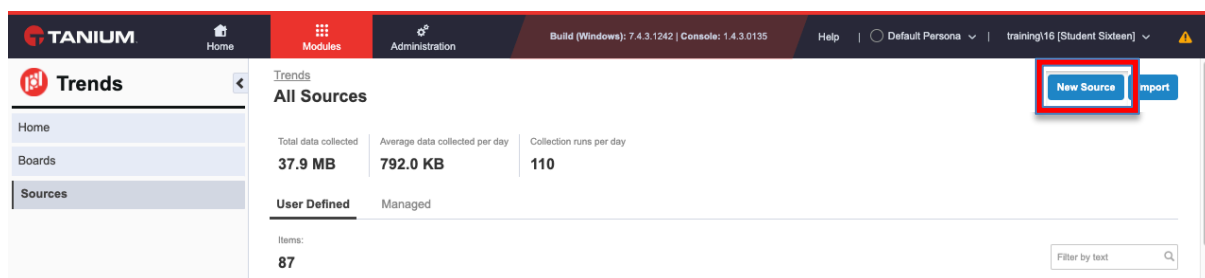 TANIUM
Home
Modules
Administration
Build (Windows): 7.4.3.1242 | Console: 1.4.3.0135
Help | Default Persona | training\16 [Student Sixteen]
Trends
Trends
All Sources
New Source
mport
Home
Boards
Sources
Total data collected
37.9 MB
Average data collected per day
792.0 KB
Collection runs per day
110
User Defined
Managed
Items:
87
Filter by text